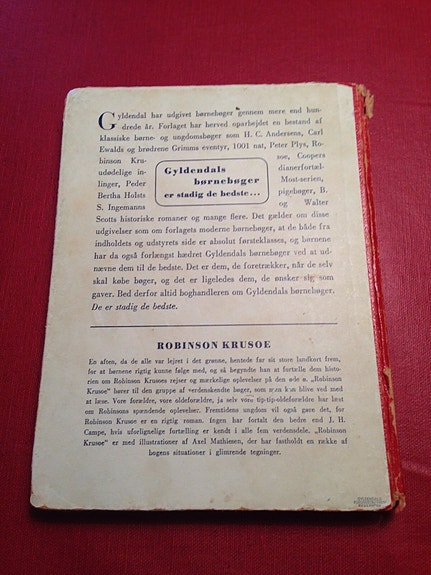 Gyldendal har udgivet børnebøger gennem mere end hun-
drede år. Forlaget har herved oparbejdet en bestand af
klassiske børne- og ungdomsbøger som H. C. Andersens, Carl
Ewalds og brødrene Grimms eventyr, 1001 nat, Peter Plys, Ro-
binson Kru- soe, Coopers
udødelige in- dianerfortæl-
linger, Peder Most-serien,
Bertha Holsts pigebøger, B.
S. Ingemanns og Walter
Gyldendals
børnebøger
er stadig de bedste...
Scotts historiske romaner og mange flere. Det gælder om disse
udgivelser som om forlagets moderne børnebøger, at de både fra
indholdets og udstyrets side er absolut førsteklasses, og børnene
har da også forlængst hædret Gyldendals børnebøger ved at ud-
nævne dem til de bedste. Det er dem, de foretrækker, når de selv
skal købe bøger, og det er ligeledes dem, de ønsker sig som
gaver. Bed derfor altid boghandleren om Gyldendals børnebøger.
De er stadig de bedste.
ROBINSON KRUSOE
En aften, da de alle var lejret i det grønne, hentede far sit store landkort frem,
for at børnene rigtig kunne følge med, og så begyndte han at fortælle dem histo-
rien om Robinson Krusoes rejser og mærkelige oplevelser på den øde ø. „Robinson
Krusoe" hører til den gruppe verdensberømte bøger, som man kan blive ved med
at læse. Vore forældre, vore oldeforældre, ja selv vore tip-tip-oldeforældre har læst
om Robinsons spændende oplevelser. Fremtidens ungdom vil også gøre det, for
Robinson Krusoe er en rigtig roman. Ingen har fortalt den bedre end J. H.
Campe, hvis uforlignelige fortælling er kendt i alle fem verdensdele. „Robinson
Krusoe" er med illustrationer af Axel Mathiesen, der har fastholdt en række af
bogens situationer i glimrende tegninger.